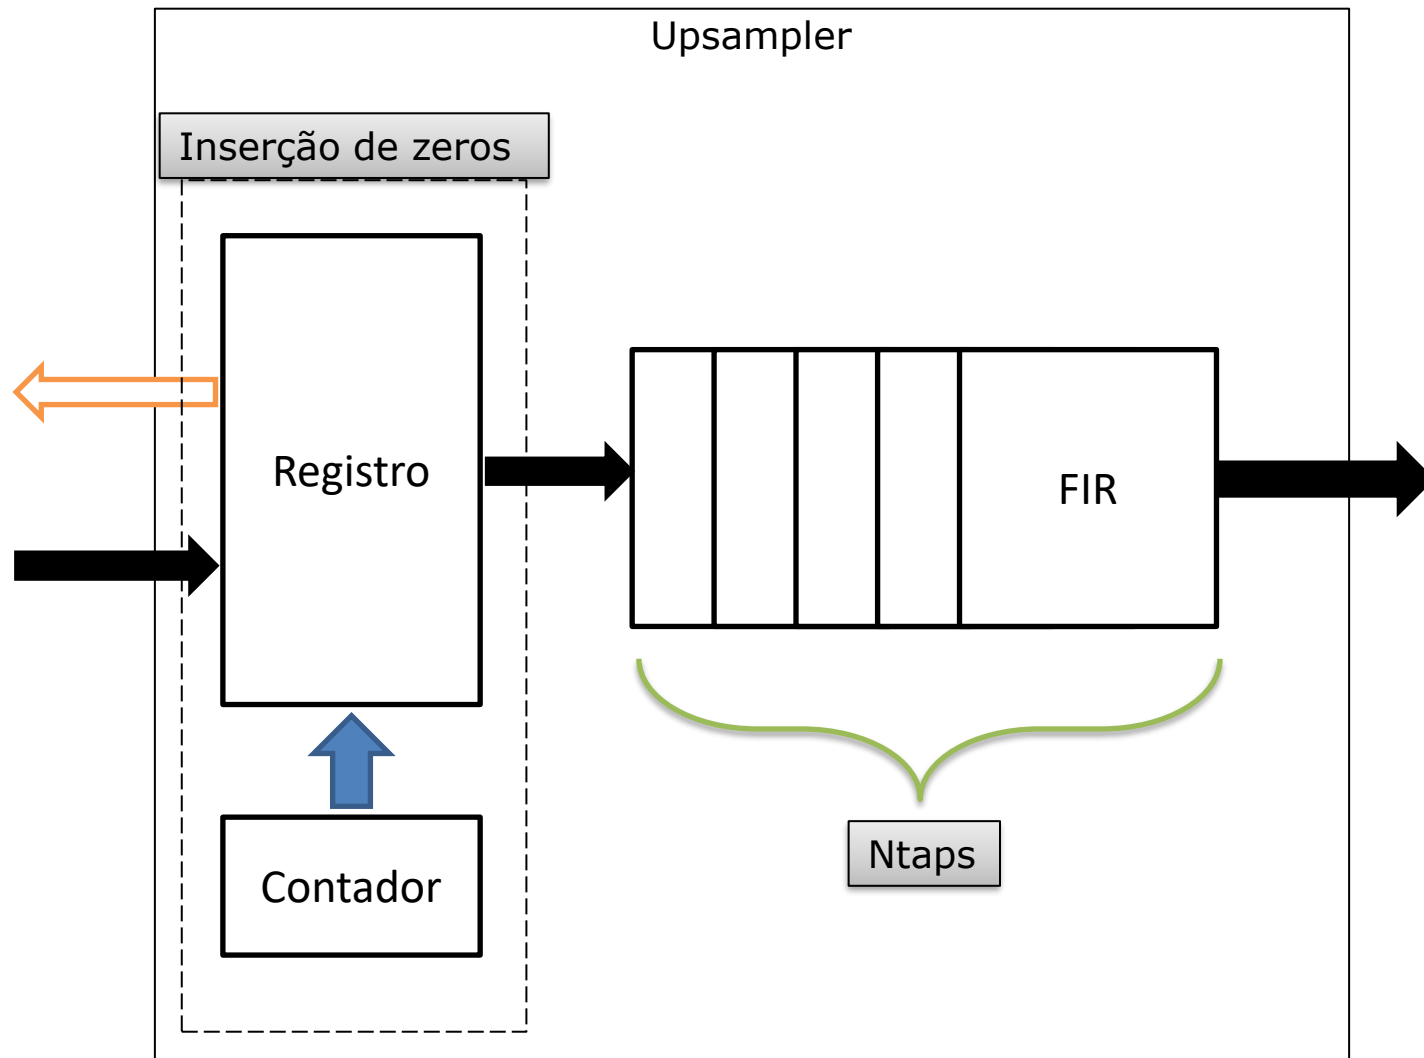 Upsampler
Inserção de zeros
Registro
FIR
Ntaps
Contador